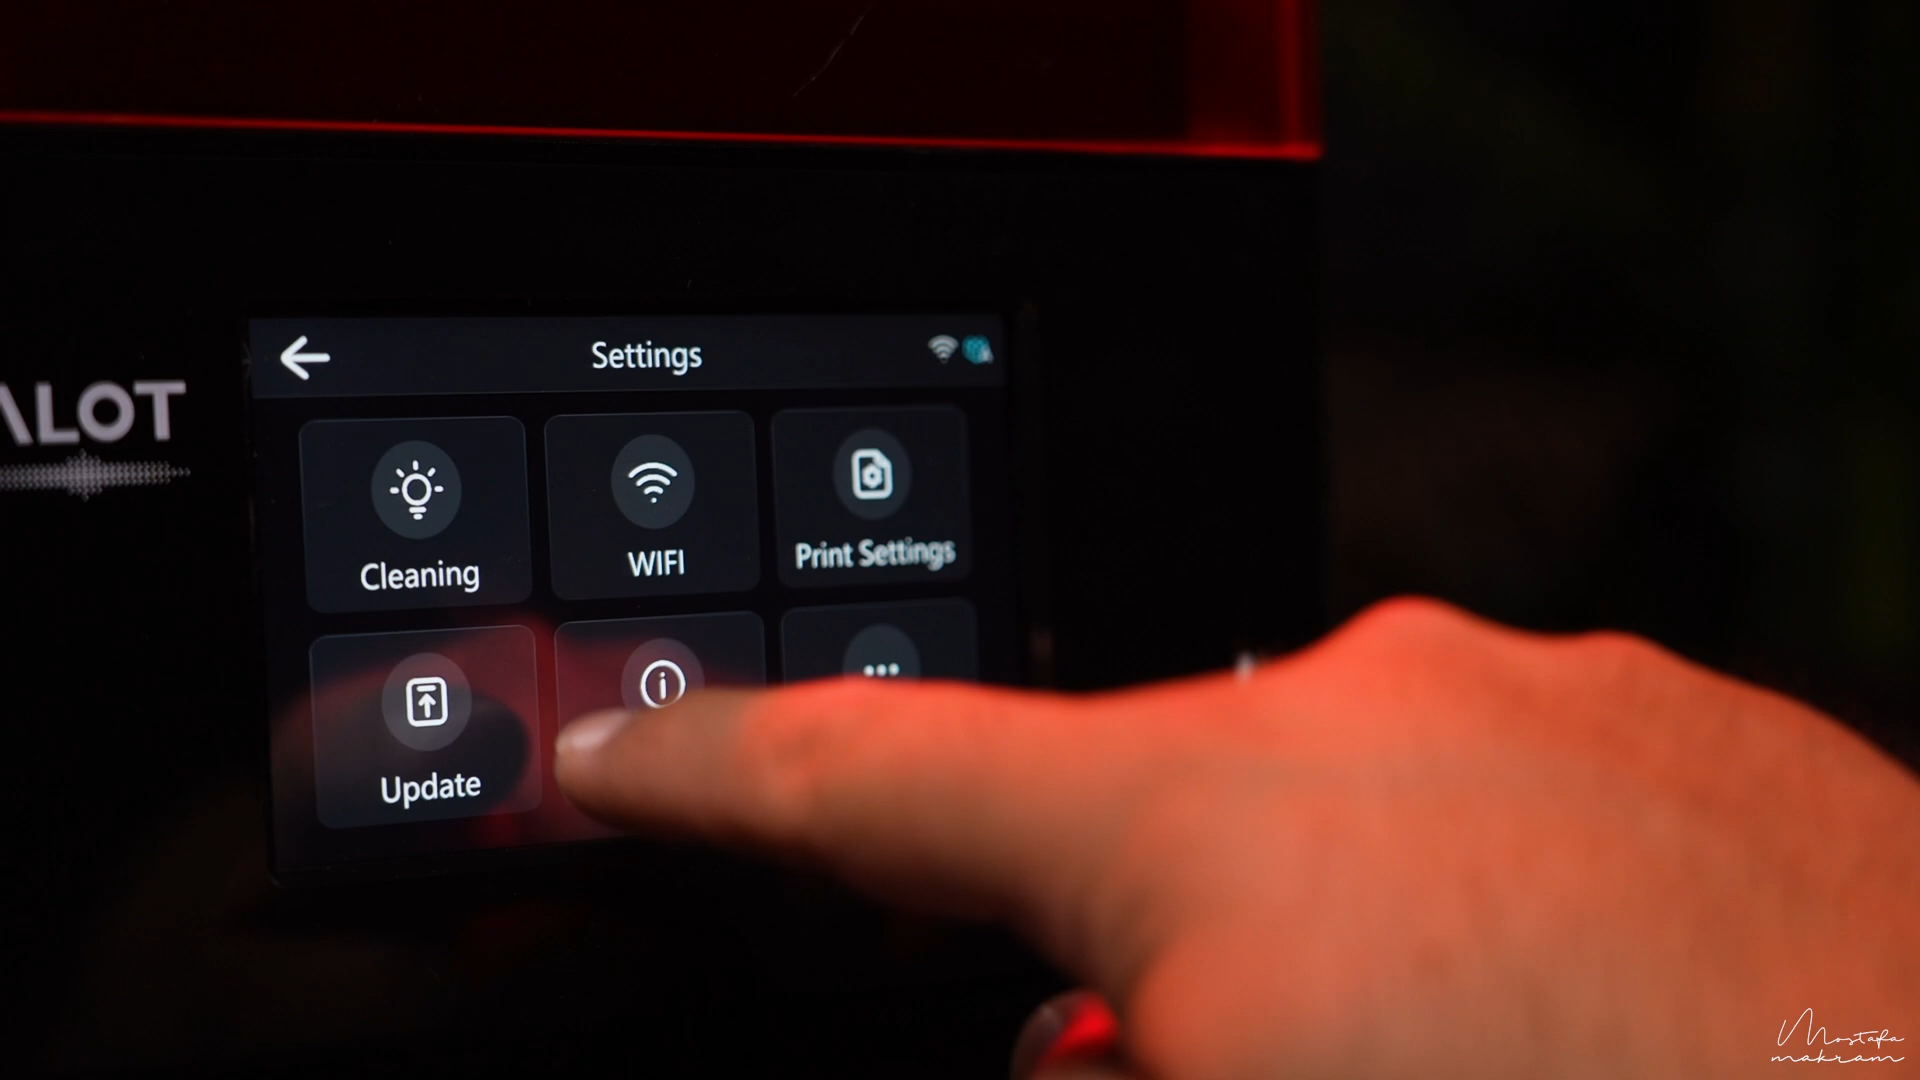 Settings
ALOT
Cleaning
WIFI
Print Settings
Update
Mostafa
makram